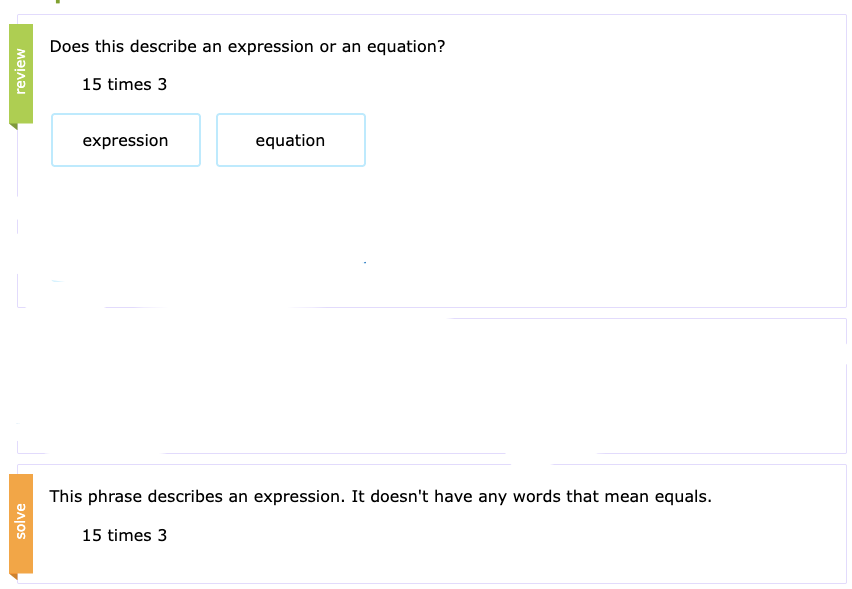 review
Does this describe an expression or an equation?
15 times 3
expression equation
solve
This phrase describes an expression. It doesn't have any words that mean equals.
15 times 3